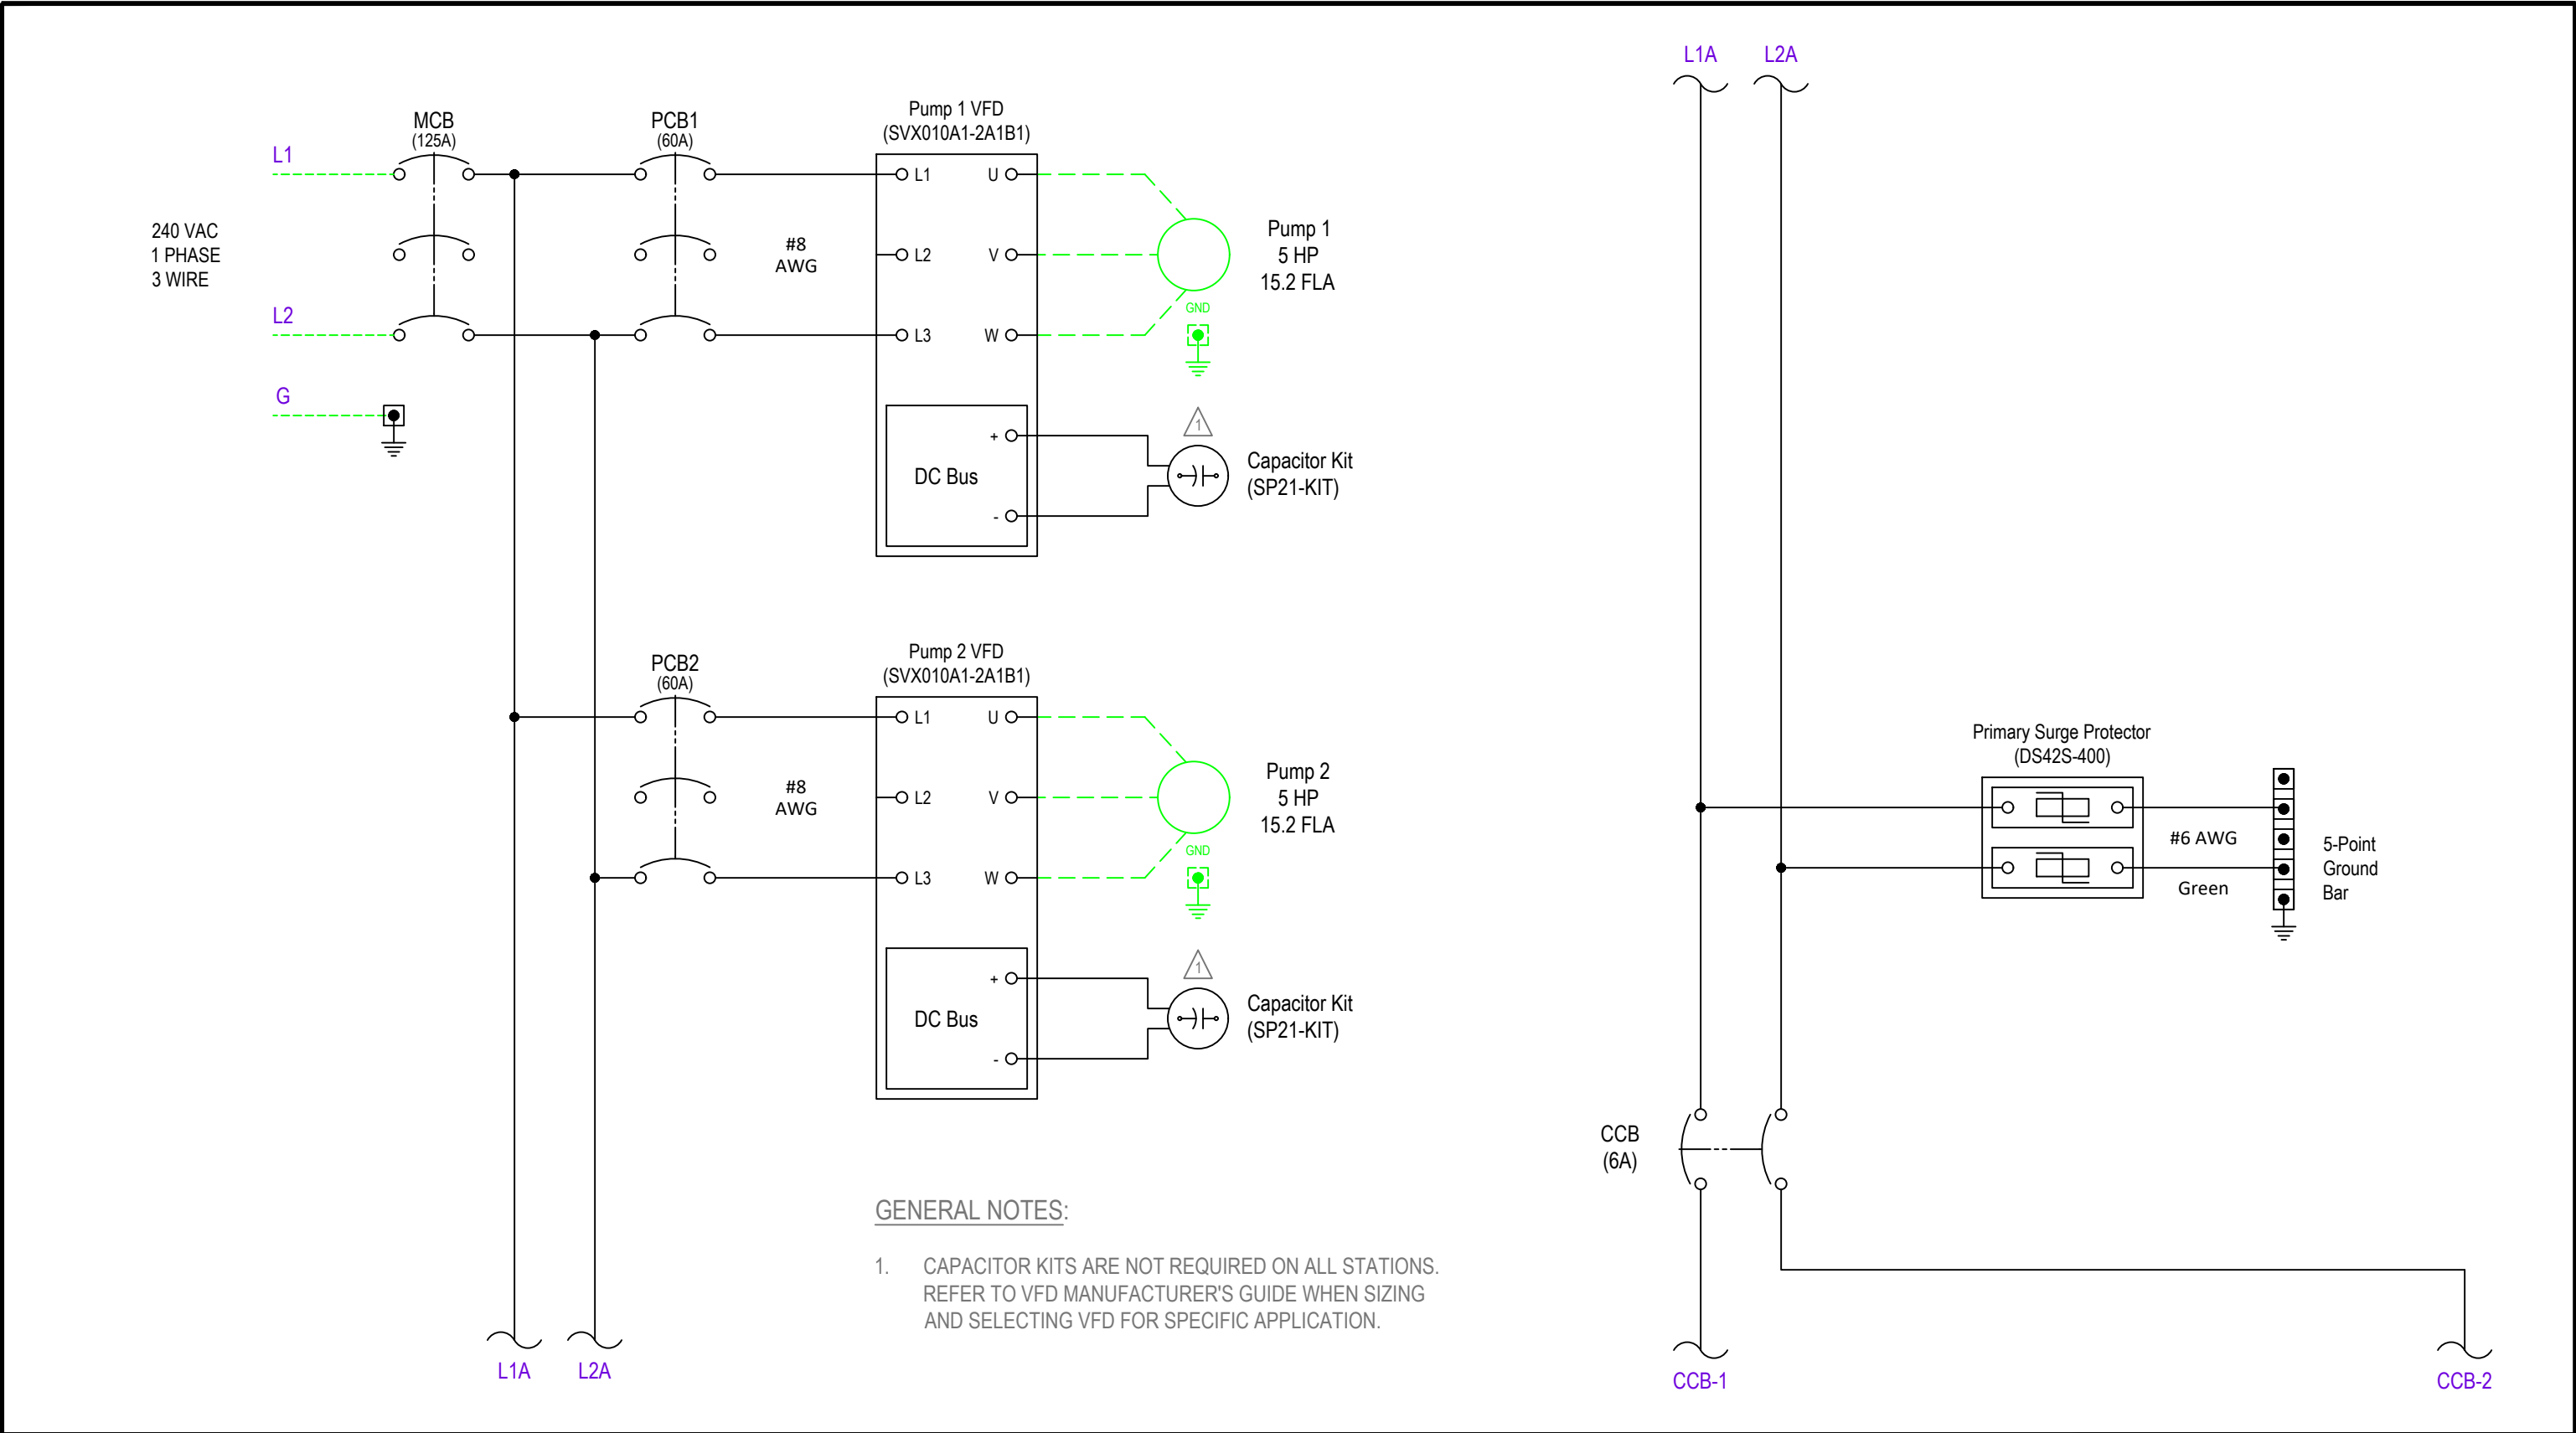 MCB
(125A)
PCB1
(60A)
Pump 1 VFD
(SVX010A1-2A1B1)
L1
240 VAC
1 PHASE
3 WIRE
L2
G
#8
AWG
L1
L2
L3
U
V
W
Pump 1
5 HP
15.2 FLA
GND
DC Bus
+
-
1
Capacitor Kit
(SP21-KIT)
PCB2
(60A)
Pump 2 VFD
(SVX010A1-2A1B1)
#8
AWG
L1
L2
L3
U
V
W
Pump 2
5 HP
15.2 FLA
GND
DC Bus
+
-
1
Capacitor Kit
(SP21-KIT)
GENERAL NOTES:
1. CAPACITOR KITS ARE NOT REQUIRED ON ALL STATIONS.
REFER TO VFD MANUFACTURER'S GUIDE WHEN SIZING
AND SELECTING VFD FOR SPECIFIC APPLICATION.
L1A
L2A
L1A
L2A
Primary Surge Protector
(DS42S-400)
#6 AWG
Green
5-Point
Ground
Bar
CCB
(6A)
CCB-1
CCB-2